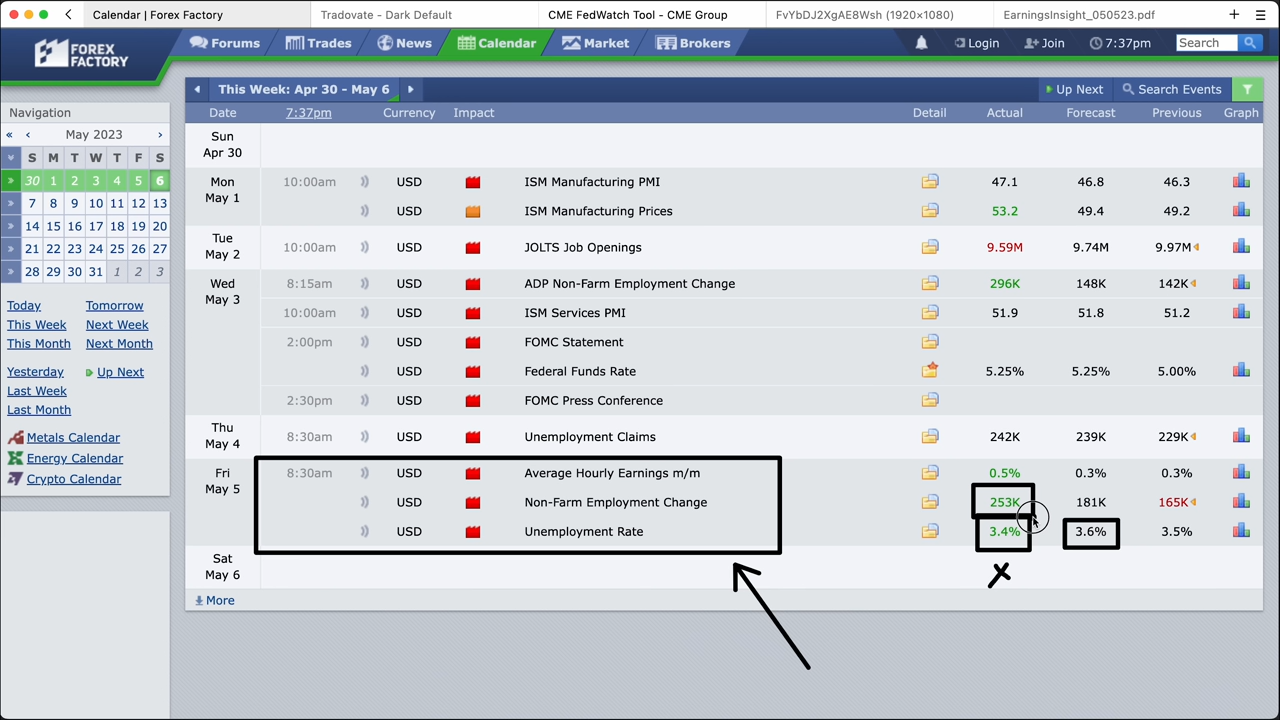 Calendar | Forex Factory
Tradovate - Dark Default
CME FedWatch Tool - CME Group
FvYbDJ2XgAE8Wsh (1920×1080)
EarningsInsight_050523.pdf
FOREX FACTORY
Forums
Trades
News
Calendar
Market
Brokers
Login
Join
7:37pm
Search
Navigation
« ‹ May 2023 ›
S M T W T F S
30 1 2 3 4 5 6
7 8 9 10 11 12 13
14 15 16 17 18 19 20
21 22 23 24 25 26 27
28 29 30 31 1 2 3
Today Tomorrow
This Week Next Week
This Month Next Month
Yesterday Up Next
Last Week
Last Month
Metals Calendar
Energy Calendar
Crypto Calendar
This Week: Apr 30 - May 6
Up Next
Search Events
Date 7:37pm Currency Impact Detail Actual Forecast Previous Graph
Sun
Apr 30
Mon
May 1
10:00am USD ISM Manufacturing PMI 47.1 46.8 46.3
USD ISM Manufacturing Prices 53.2 49.4 49.2
Tue
May 2
10:00am USD JOLTS Job Openings 9.59M 9.74M 9.97M
Wed
May 3
8:15am USD ADP Non-Farm Employment Change 296K 148K 142K
10:00am USD ISM Services PMI 51.9 51.8 51.2
2:00pm USD FOMC Statement
USD Federal Funds Rate 5.25% 5.25% 5.00%
2:30pm USD FOMC Press Conference
Thu
May 4
8:30am USD Unemployment Claims 242K 239K 229K
Fri
May 5
8:30am USD Average Hourly Earnings m/m 0.5% 0.3% 0.3%
USD Non-Farm Employment Change 253K 181K 165K
USD Unemployment Rate 3.4% 3.6% 3.5%
Sat
May 6
More